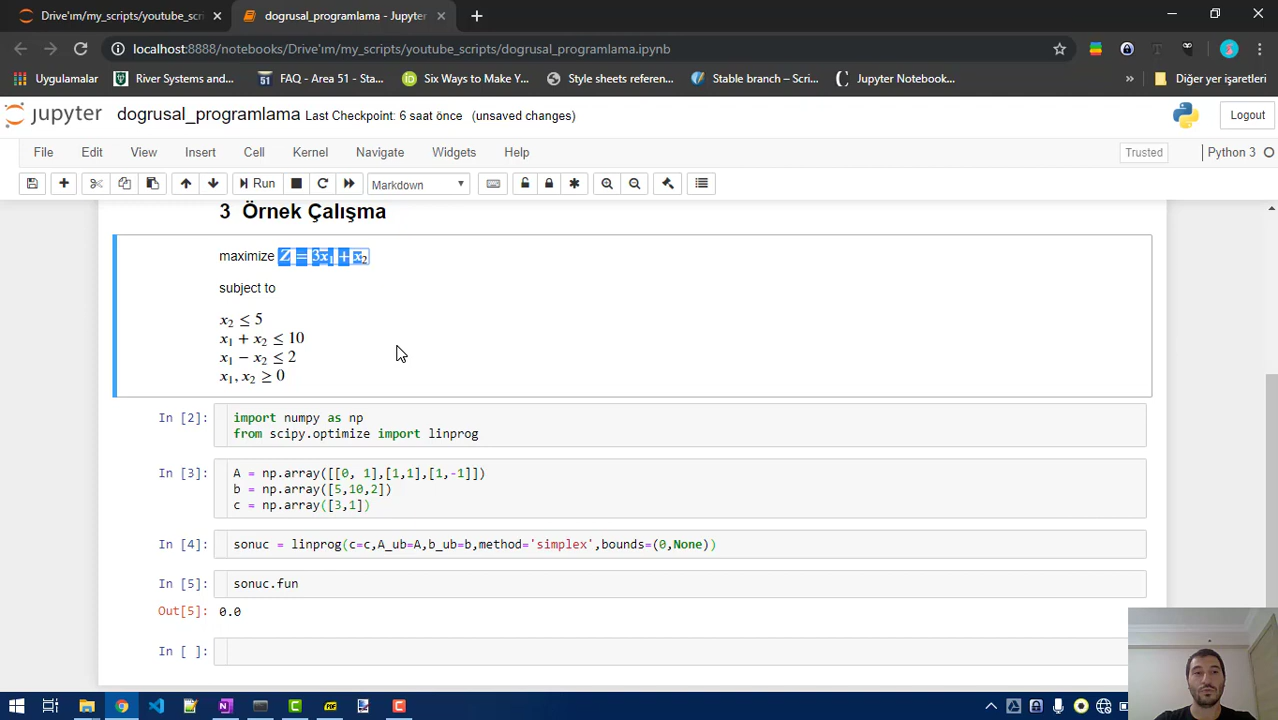 Drive'ım/my_scripts/youtube_scri
dogrusal_programlama - Jupyter
localhost:8888/notebooks/Drive'ım/my_scripts/youtube_scripts/dogrusal_programlama.ipynb
Uygulamalar
River Systems and...
51
FAQ - Area 51 - Sta...
iD
Six Ways to Make Y...
Style sheets referen...
Stable branch – Scri...
Jupyter Notebook...
»
Diğer yer işaretleri
jupyter
dogrusal_programlama Last Checkpoint: 6 saat önce (unsaved changes)
Logout
File Edit View Insert Cell Kernel Navigate Widgets Help
Trusted
Python 3
Run
Markdown
3 Örnek Çalışma
maximize Z = 3x₁ + x₂
subject to
x₂ ≤ 5
x₁ + x₂ ≤ 10
x₁ − x₂ ≤ 2
x₁, x₂ ≥ 0
In [2]: import numpy as np
from scipy.optimize import linprog
In [3]: A = np.array([[0, 1],[1,1],[1,-1]])
b = np.array([5,10,2])
c = np.array([3,1])
In [4]: sonuc = linprog(c=c,A_ub=A,b_ub=b,method='simplex',bounds=(0,None))
In [5]: sonuc.fun
Out[5]: 0.0
In [ ]: